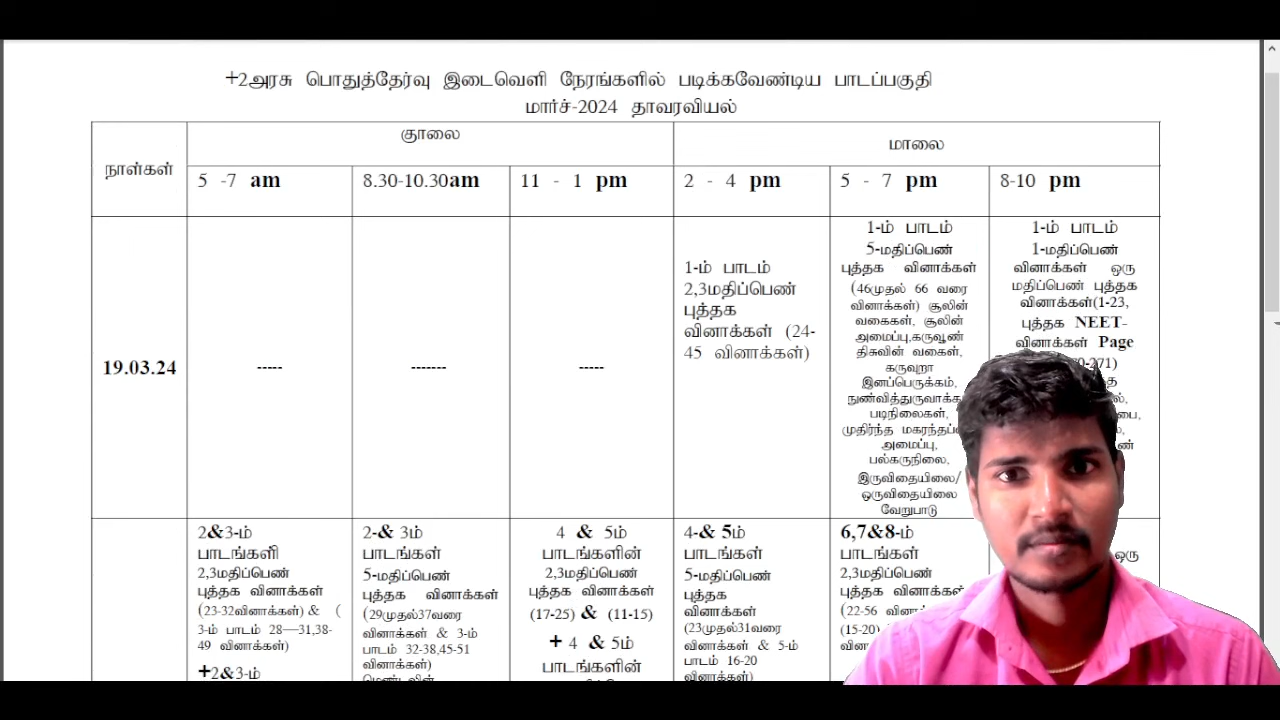 +2அரசு பொதுத்தேர்வு இடைவெளி நேரங்களில் படிக்கவேண்டிய பாடப்பகுதி
மார்ச்-2024 தாவரவியல்
நாள்கள்
குாலை
மாலை
5 -7 am
8.30-10.30am
11 - 1 pm
2 - 4 pm
5 - 7 pm
8-10 pm
19.03.24
-----
-------
-----
1-ம் பாடம்
2,3மதிப்பெண்
புத்தக
வினாக்கள் (24-
45 வினாக்கள்)
1-ம் பாடம்
5-மதிப்பெண்
புத்தக வினாக்கள்
(46முதல் 66 வரை
வினாக்கள்) சூலின்
வகைகள், சூலின்
அமைப்பு,கருவூண்
திசுவின் வகைள்,
கருவுறா
இனப்பெருக்கம்,
நுண்வித்துருவாக்க
படிநிலைகள்,
முதிர்ந்த
அமைப்பு,
பல்கருநிலை,
இருவிதையிலை/
ஒருவிதையிலை
வேறுபாடு
1-ம் பாடம்
1-மதிப்பெண்
வினாக்கள் ஒரு
மதிப்பெண் புத்தக
வினாக்கள்(1-23,
புத்தக NEET-
வினாக்கள் Page
2&3-ம்
பாடங்களி
2,3மதிப்பெண்
புத்தக வினாக்கள்
(23-32வினாக்கள்) & (
3-ம் பாடம் 28—31,38-
49 வினாக்கள்)
+2&3-ம்
2-& 3ம்
பாடங்கள்
5-மதிப்பெண்
புத்தக வினாக்கள்
(29முதல்37வரை
வினாக்கள் & 3-ம்
பாடம் 32-38,45-51
வினாக்கள்)
4 & 5ம்
பாடங்களின்
2,3மதிப்பெண்
புத்தக வினாக்கள்
(17-25) & (11-15)
+ 4 & 5ம்
பாடங்களின்
4-& 5ம்
பாடங்கள்
5-மதிப்பெண்
புத்தக
வினாக்கள்
(23முதல்31வரை
வினாக்கள் & 5-ம்
பாடம் 16-20
வினாக்கள்)
6,7&8-ம்
பாடங்கள்
2,3மதிப்பெண்
புத்தக
(22-56
(15-20)
ஒரு